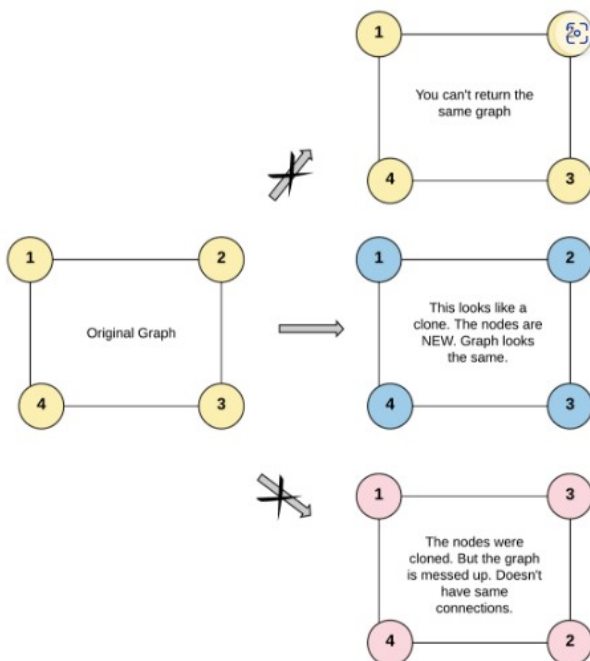 1
You can't return the
same graph
4
3
1
2
Original Graph
4
3
1
2
This looks like a
clone. The nodes are
NEW. Graph looks
the same.
4
3
1
3
The nodes were
cloned. But the graph
is messed up. Doesn't
have same
connections.
4
2